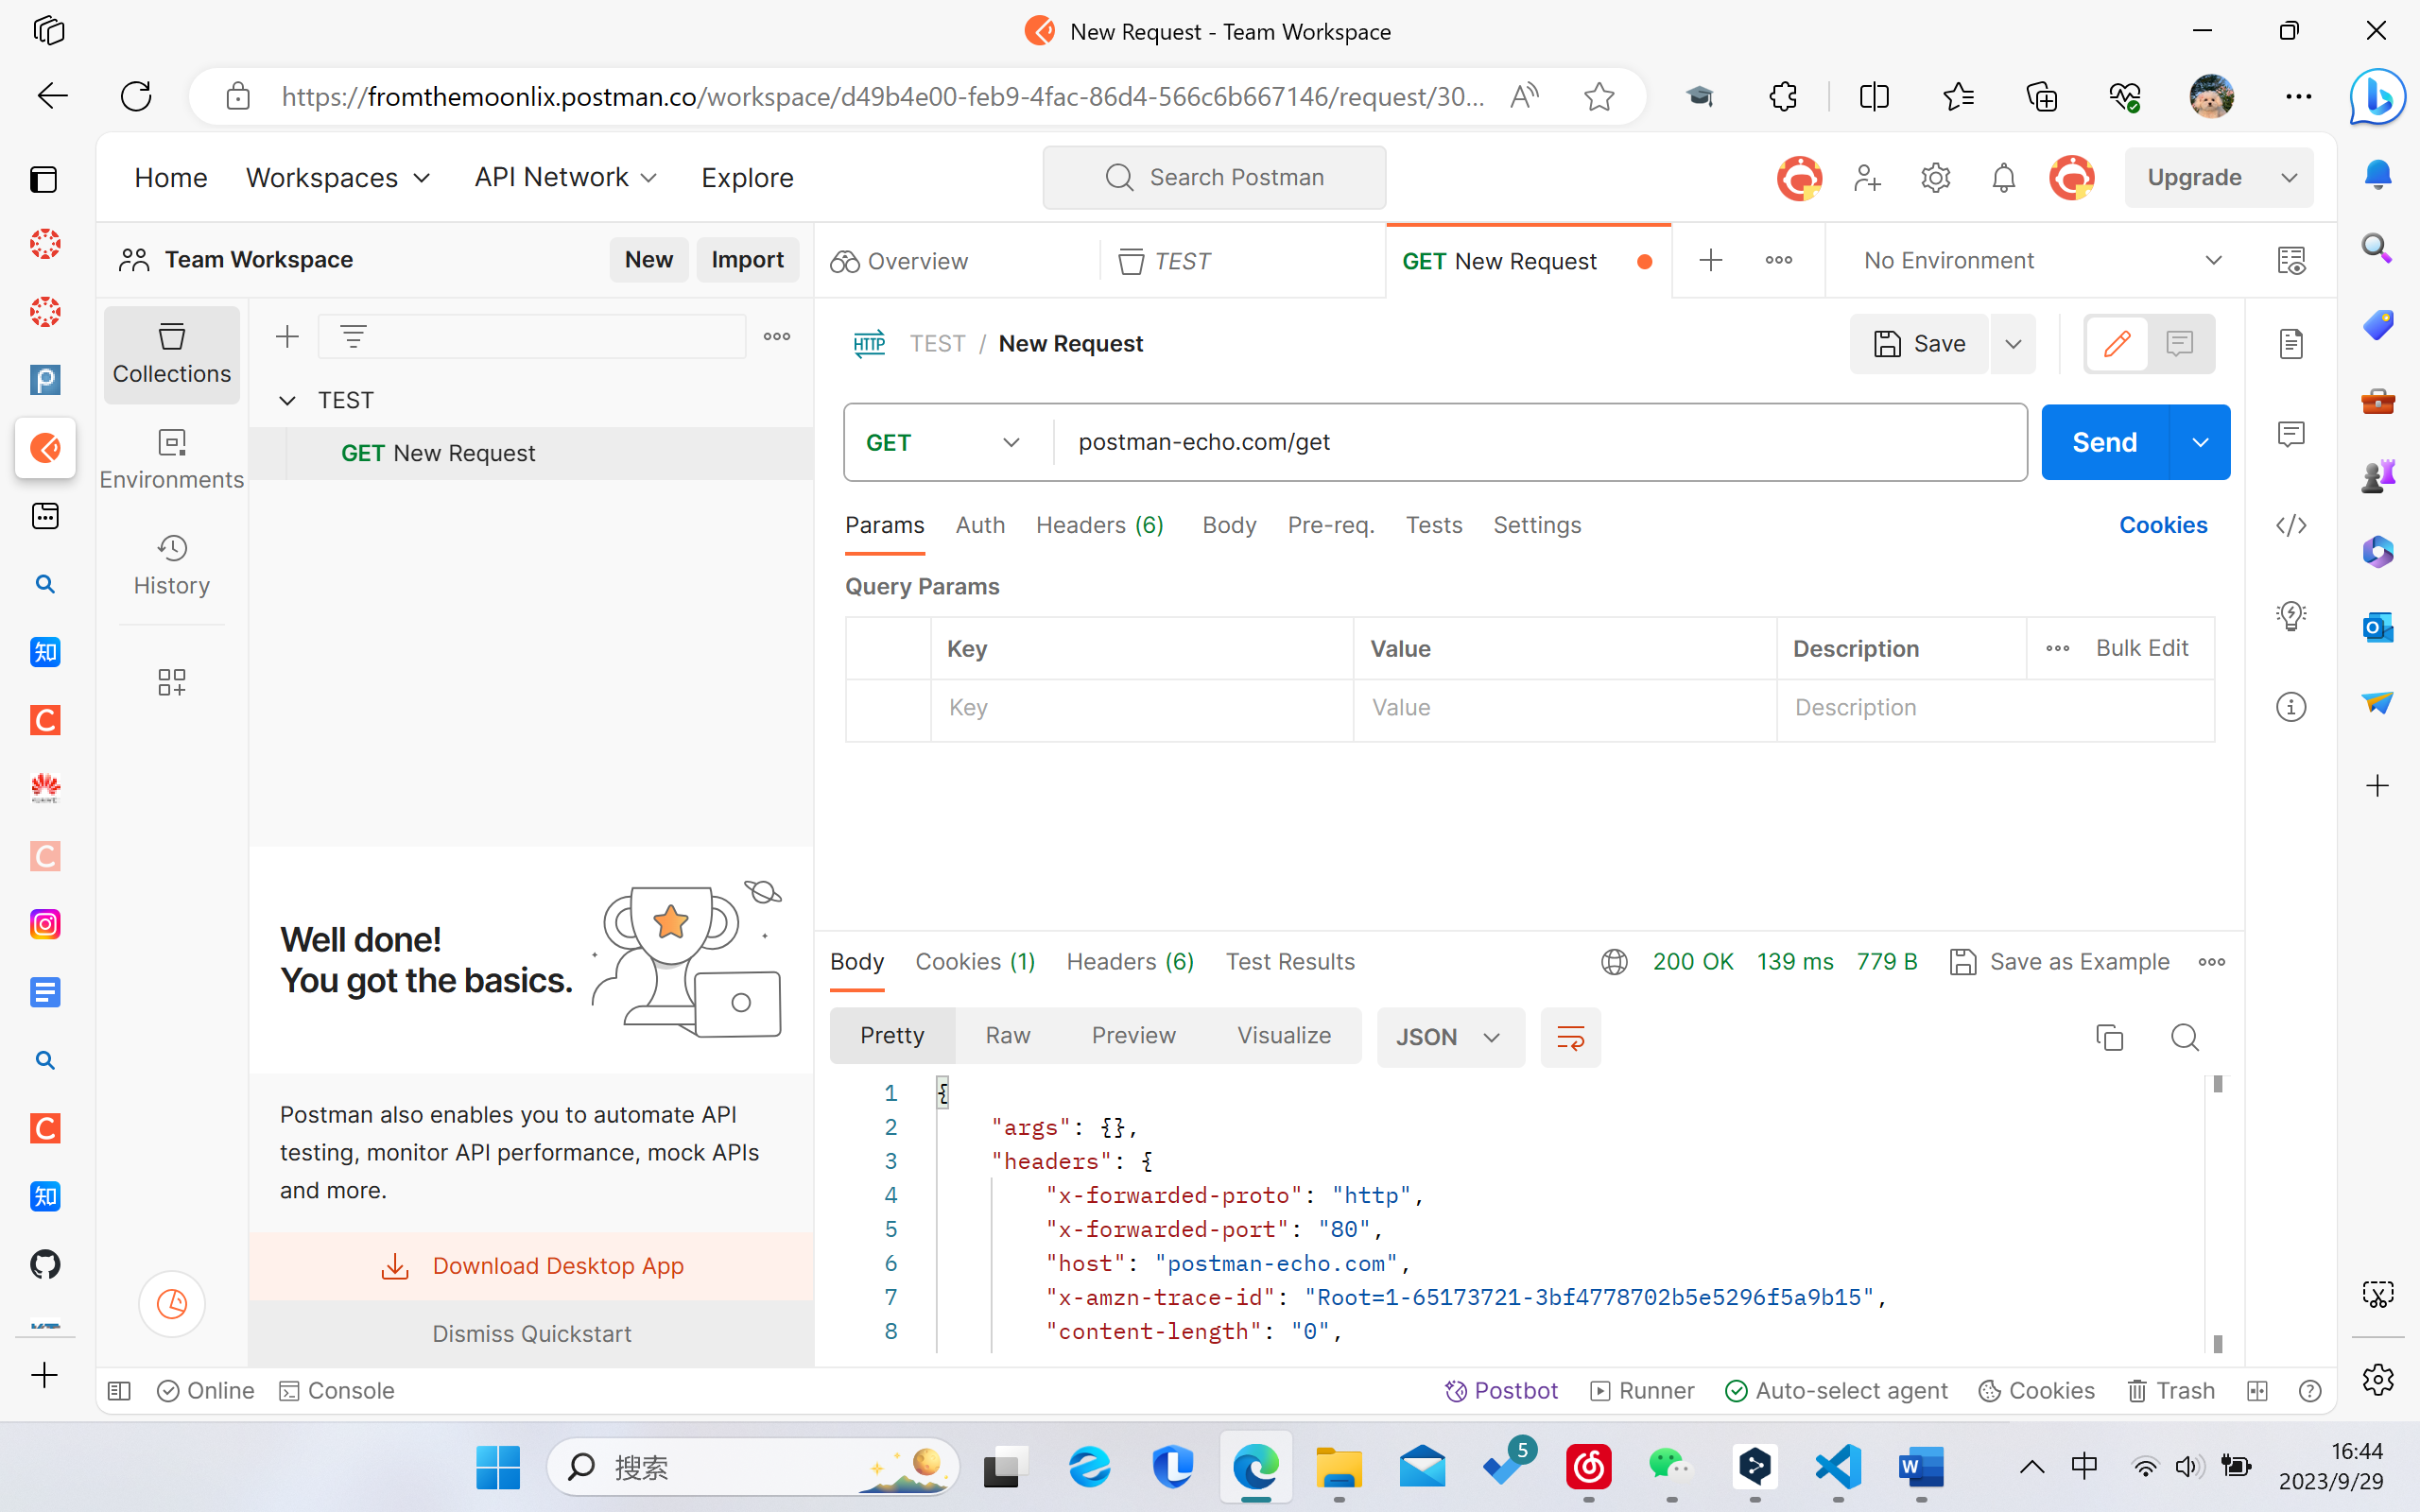 New Request - Team Workspace
https://fromthemoonlix.postman.co/workspace/d49b4e00-feb9-4fac-86d4-566c6b667146/request/30...
Home Workspaces API Network Explore Search Postman Upgrade
Team Workspace New Import Overview TEST GET New Request No Environment
Collections
Environments
History
TEST
GET New Request
HTTP TEST / New Request Save
GET postman-echo.com/get Send
Params Auth Headers (6) Body Pre-req. Tests Settings Cookies
Query Params
Key Value Description Bulk Edit
Key Value Description
Well done!
You got the basics.
Postman also enables you to automate API
testing, monitor API performance, mock APIs
and more.
Download Desktop App
Dismiss Quickstart
Body Cookies (1) Headers (6) Test Results 200 OK 139 ms 779 B Save as Example
Pretty Raw Preview Visualize JSON
1 {
2 "args": {},
3 "headers": {
4 "x-forwarded-proto": "http",
5 "x-forwarded-port": "80",
6 "host": "postman-echo.com",
7 "x-amzn-trace-id": "Root=1-65173721-3bf4778702b5e5296f5a9b15",
8 "content-length": "0",
Online Console Postbot Runner Auto-select agent Cookies Trash
搜索 5 中 16:44
2023/9/29